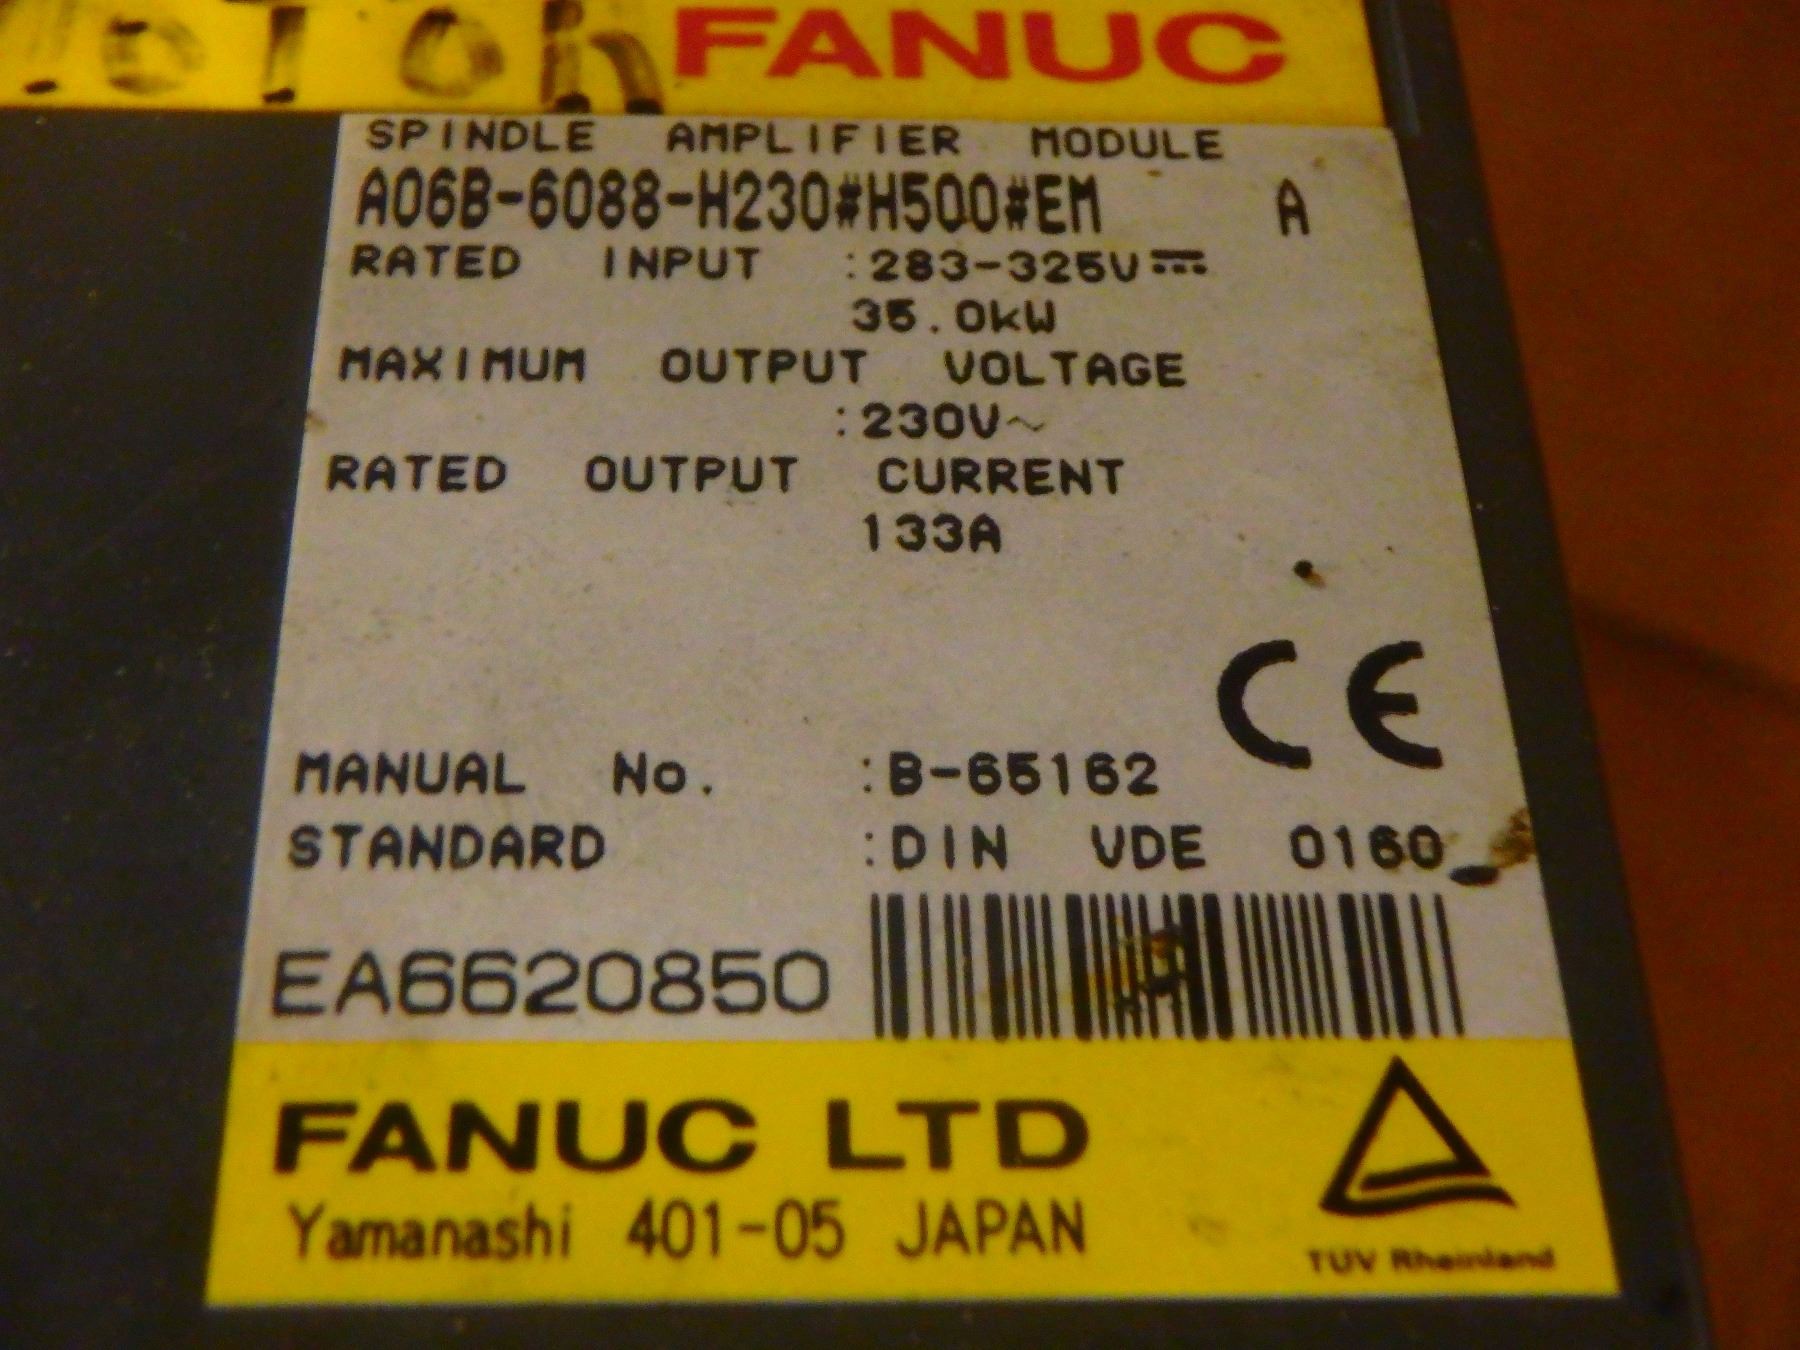 MOTOR FANUC
SPINDLE AMPLIFIER MODULE
A06B-6088-H230#H500#EM A
RATED INPUT :283-325V⎓
35.0kW
MAXIMUM OUTPUT VOLTAGE
:230V~
RATED OUTPUT CURRENT
133A
CE
MANUAL No. :B-65162
STANDARD :DIN VDE 0160
EA6620850
FANUC LTD
Yamanashi 401-05 JAPAN
TUV Rheinland